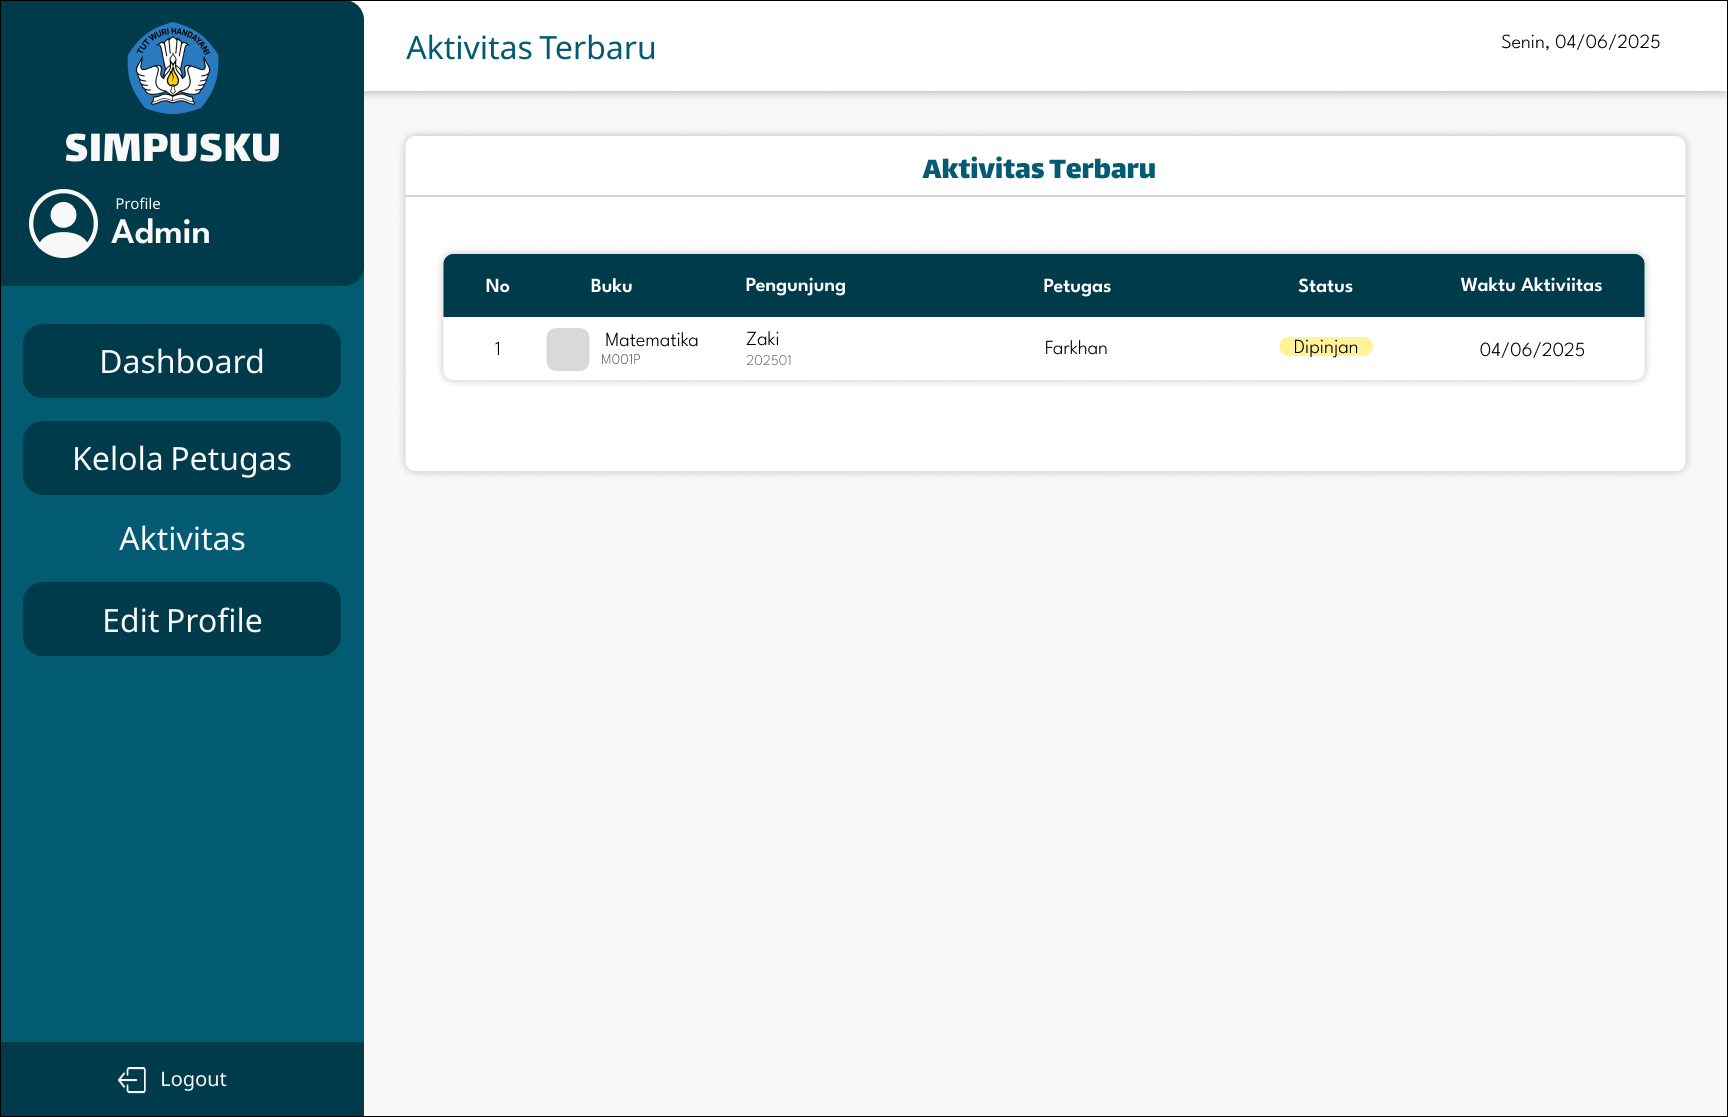 TUT WURI HANDAYANI
SIMPUSKU
Profile
Admin
Dashboard
Kelola Petugas
Aktivitas
Edit Profile
Logout
Aktivitas Terbaru
Senin, 04/06/2025
Aktivitas Terbaru
No Buku Pengunjung Petugas Status Waktu Aktiviitas
1 Matematika Zaki Farkhan Dipinjan 04/06/2025
M001P 202501